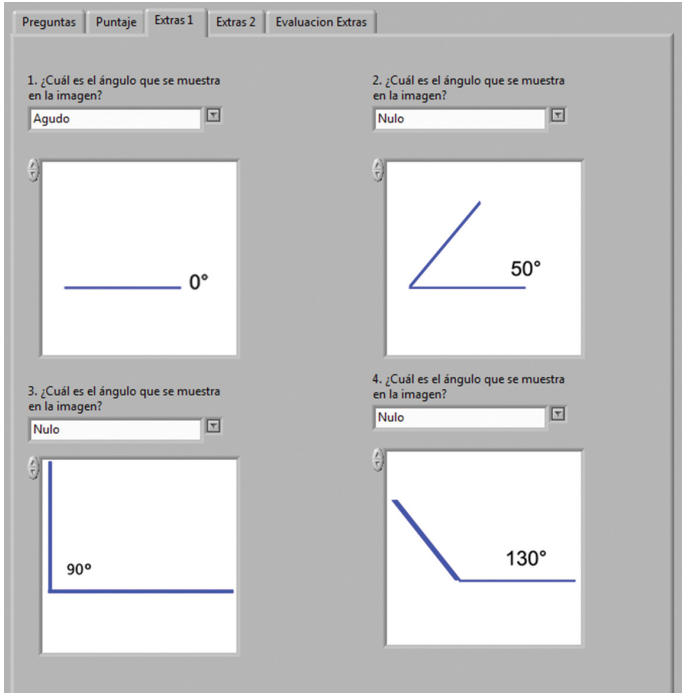 Preguntas Puntaje Extras 1 Extras 2 Evaluacion Extras
1. ¿Cuál es el ángulo que se muestra
en la imagen?
Agudo
0°
2. ¿Cuál es el ángulo que se muestra
en la imagen?
Nulo
50°
3. ¿Cuál es el ángulo que se muestra
en la imagen?
Nulo
90°
4. ¿Cuál es el ángulo que se muestra
en la imagen?
Nulo
130°